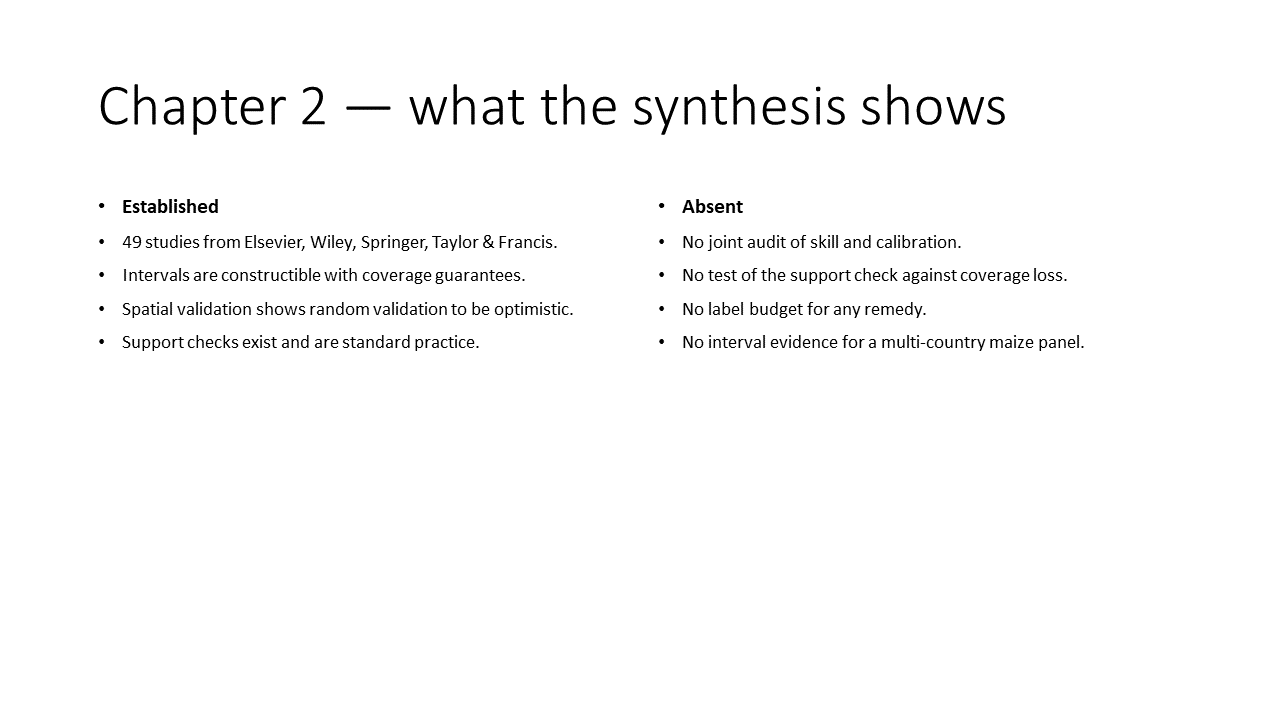 Chapter 2 — what the synthesis shows
• Established
• 49 studies from Elsevier, Wiley, Springer, Taylor & Francis.
• Intervals are constructible with coverage guarantees.
• Spatial validation shows random validation to be optimistic.
• Support checks exist and are standard practice.
• Absent
• No joint audit of skill and calibration.
• No test of the support check against coverage loss.
• No label budget for any remedy.
• No interval evidence for a multi-country maize panel.